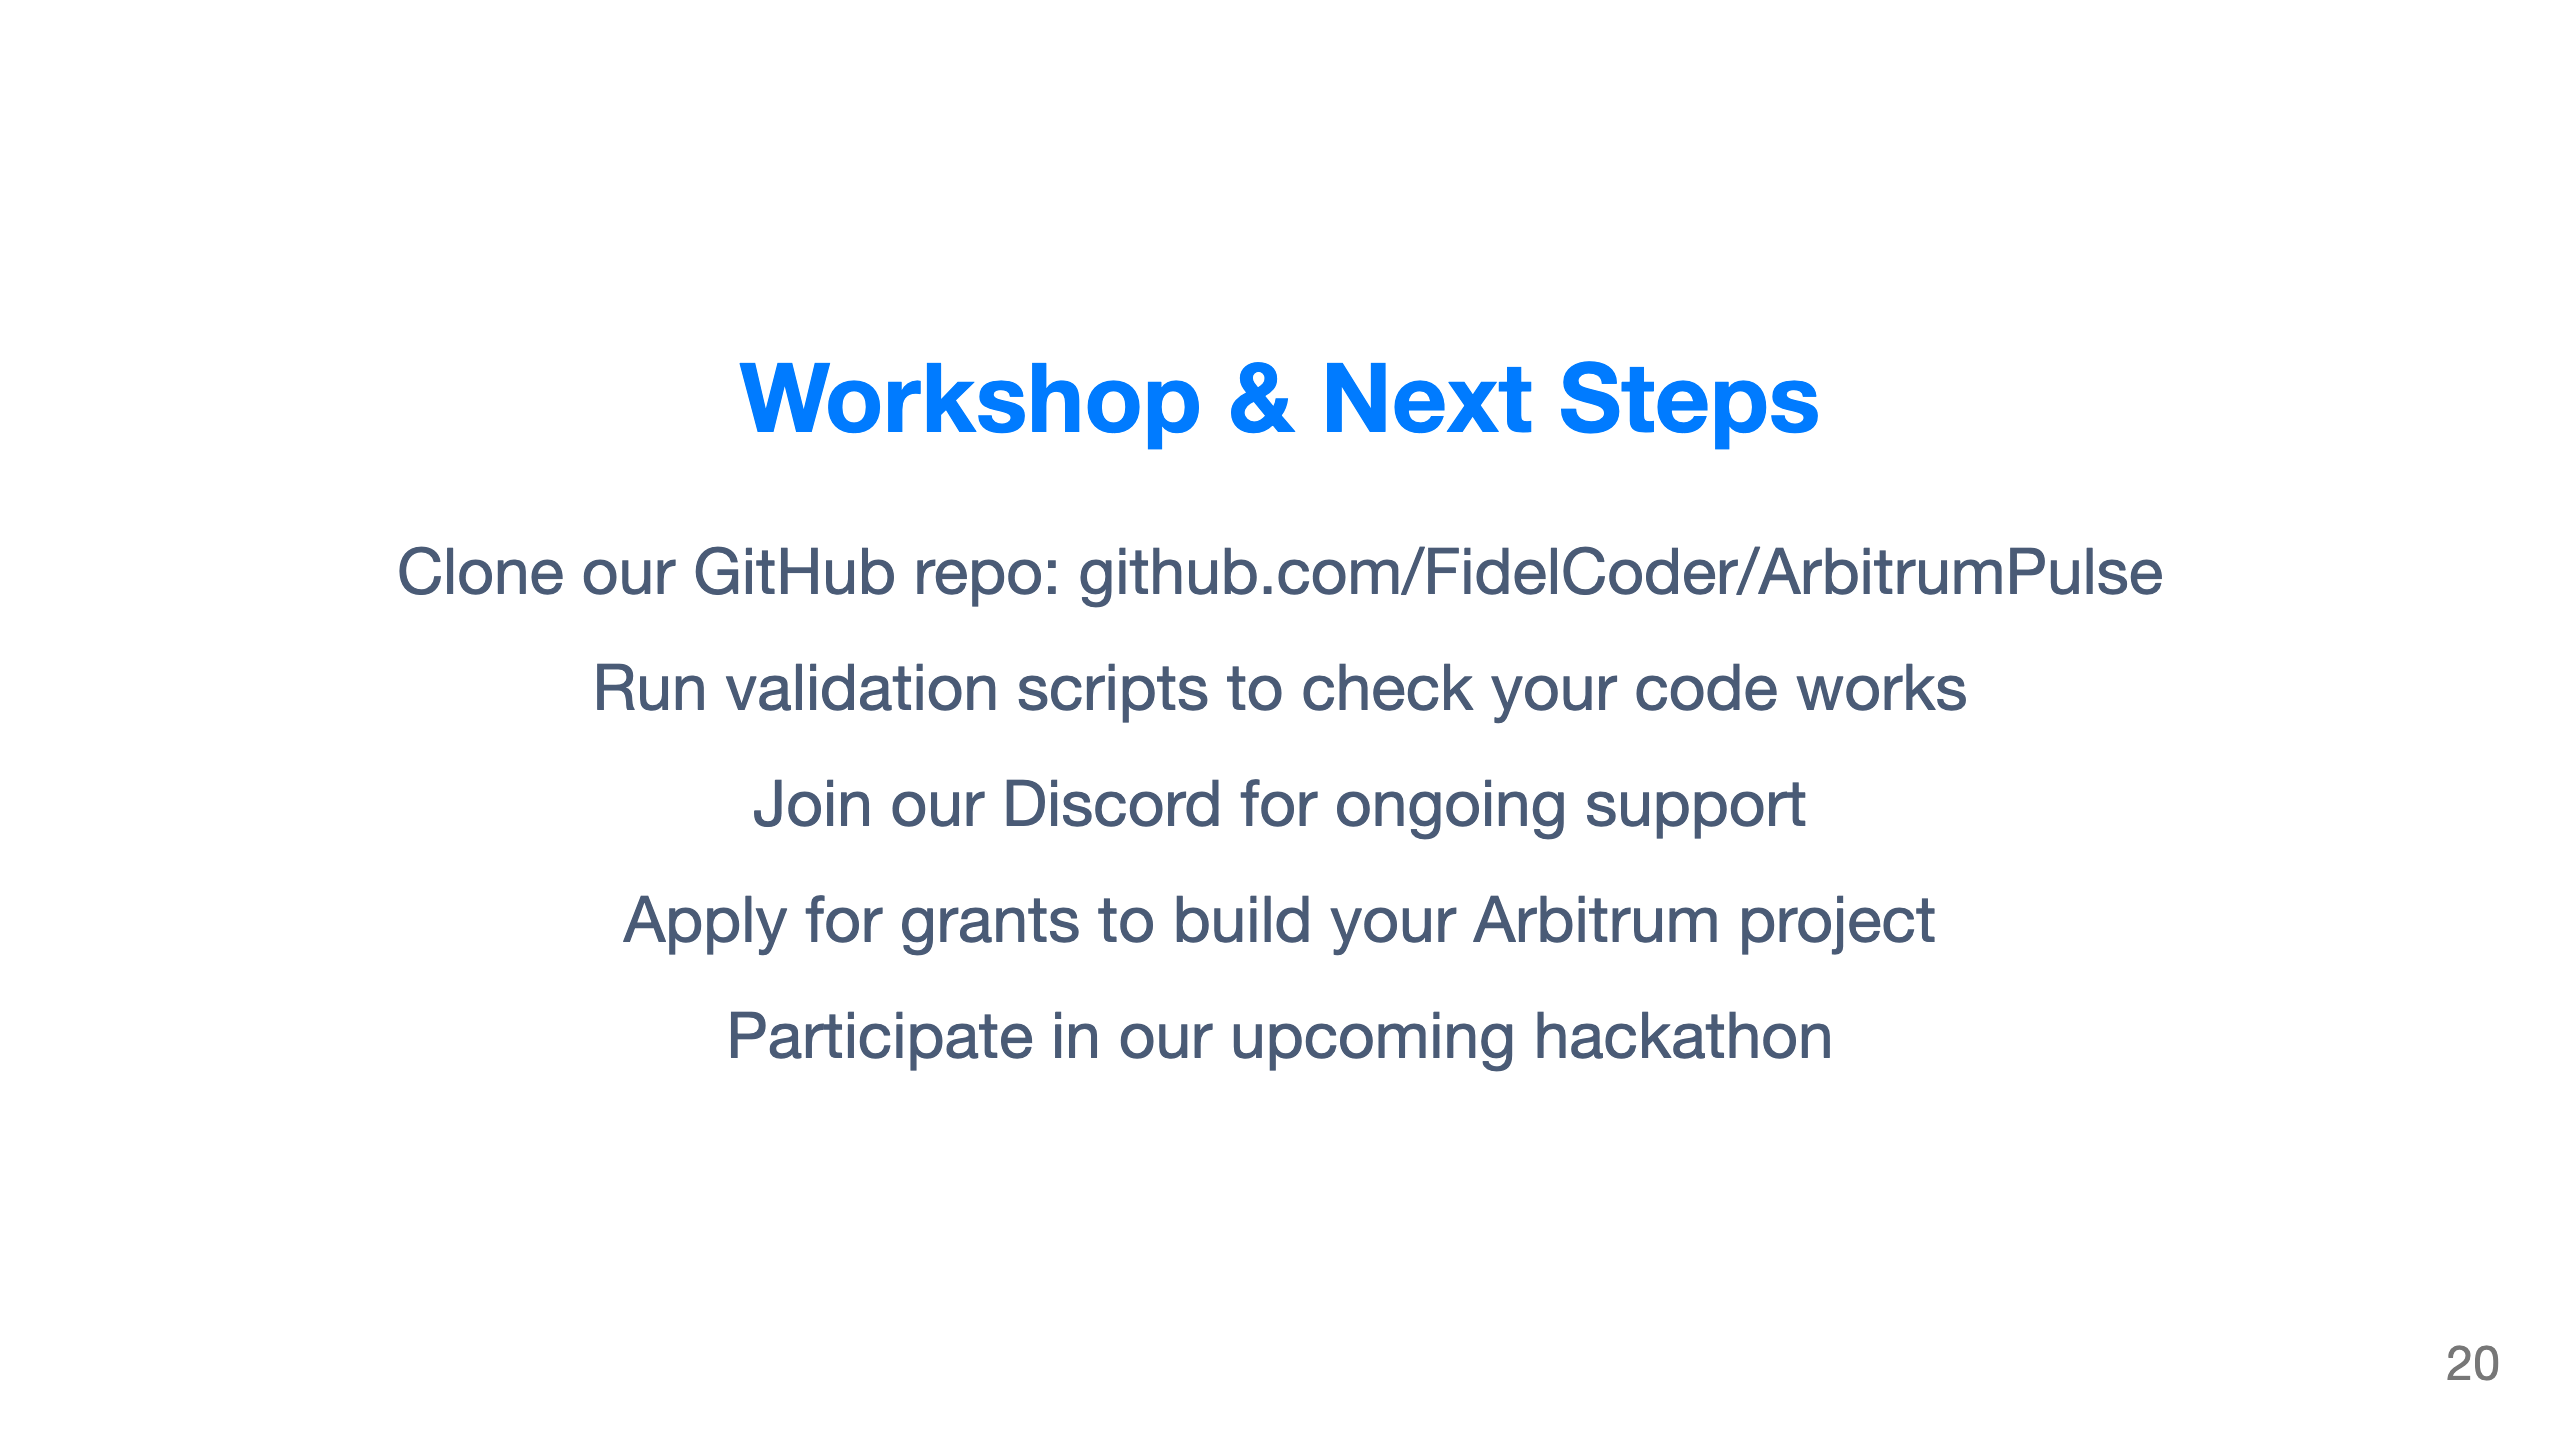 Workshop & Next Steps
Clone our GitHub repo: github.com/FidelCoder/ArbitrumPulse
Run validation scripts to check your code works
Join our Discord for ongoing support
Apply for grants to build your Arbitrum project
Participate in our upcoming hackathon
20